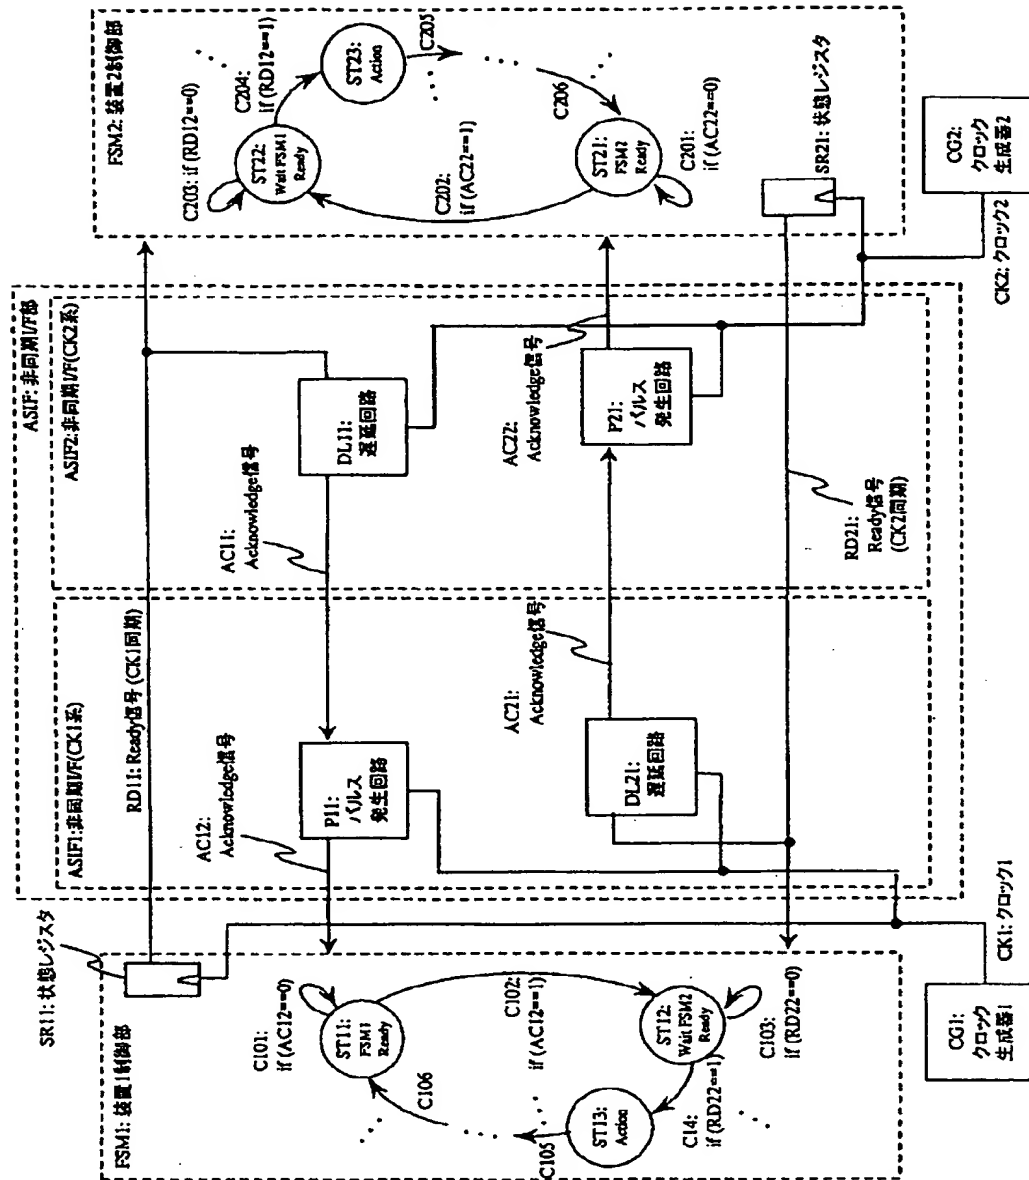 FSM1: 装置1制御部
SR11: 状態レジスタ
C101:
if (AC12==0)
ST11:
FSM1
Ready
C102:
if (AC12==1)
ST12:
Wait FSM2
Ready
C103:
if (RD22==0)
C14:
if (RD22==1)
ST13:
Action
C105
C106
CG1:
クロック
生成器1
CK1: クロック1
ASIF: 非同期I/F部
ASIF1:非同期I/F(CK1系)
RD11: Ready信号 (CK1同期)
AC12:
Acknowledge信号
P11:
パルス
発生回路
AC21:
Acknowledge信号
DL21:
遅延回路
ASIF2:非同期I/F(CK2系)
AC11:
Acknowledge信号
DL11:
遅延回路
AC22:
Acknowledge信号
P21:
パルス
発生回路
RD21:
Ready信号
(CK2同期)
FSM2: 装置2制御部
C203: if (RD12==0)
ST22:
Wait FSM1
Ready
C204:
if (RD12==1)
ST23:
Action
C205
C206
C202:
if (AC22==1)
ST21:
FSM2
Ready
C201:
if (AC22==0)
SR21: 状態レジスタ
CG2:
クロック
生成器2
CK2: クロック2